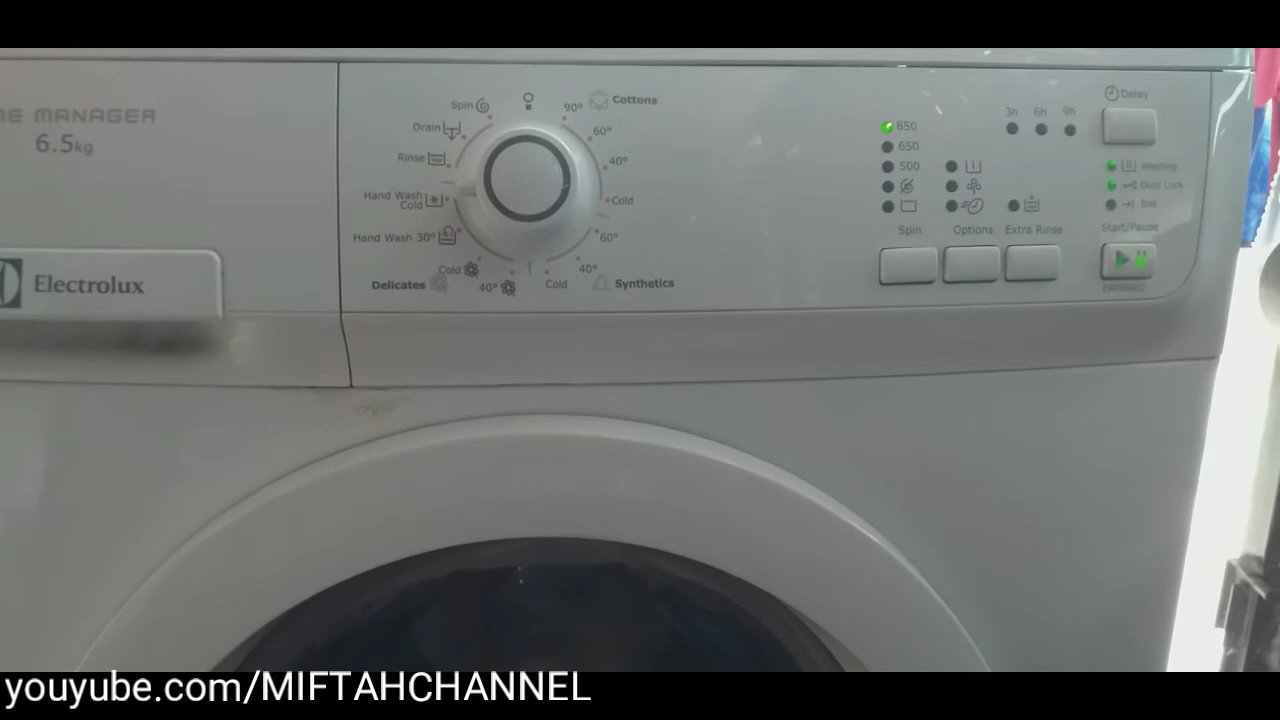 ME MANAGER
6.5kg
Electrolux
Spin
Drain
Rinse
Hand Wash
Cold
Hand Wash 30°
Cold
Delicates
40°
90° Cottons
60°
40°
Cold
60°
40°
Cold
Synthetics
850
650
500
Spin
Options
Extra Rinse
3h 6h 9h
Delay
Washing
Door Lock
End
Start/Pause
youyube.com/MIFTAHCHANNEL